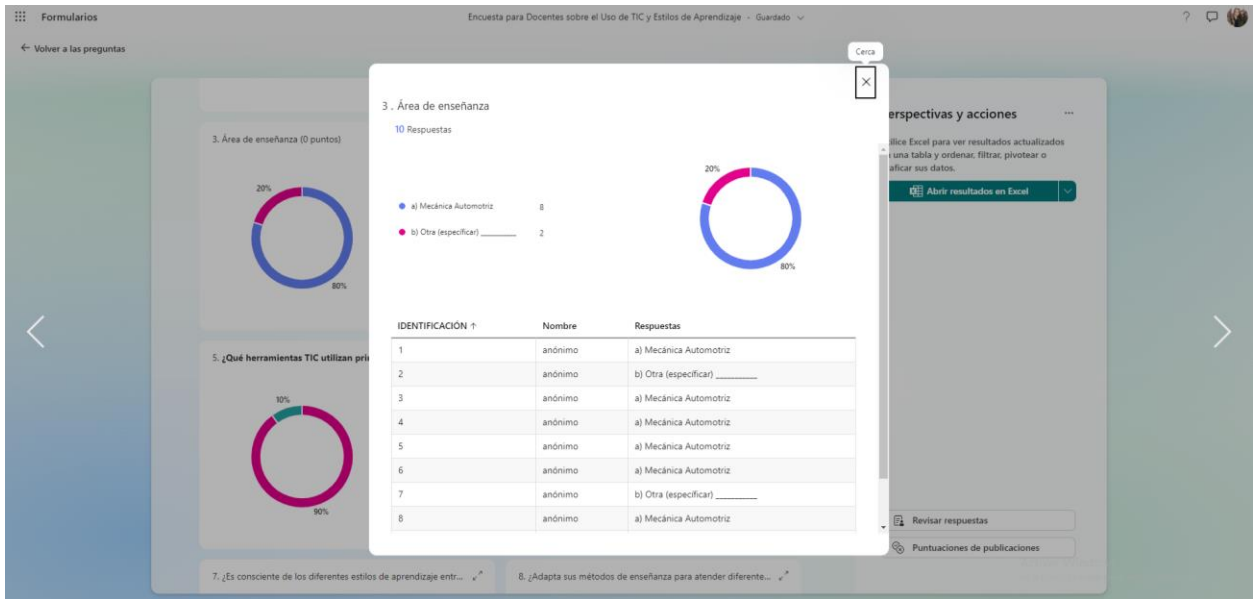 Formularios
Encuesta para Docentes sobre el Uso de TIC y Estilos de Aprendizaje - Guardado
?
Volver a las preguntas
Cerca
3 . Área de enseñanza
10 Respuestas
20%
a) Mecánica Automotriz 8
b) Otra (especificar) __________ 2
80%
IDENTIFICACIÓN ↑ Nombre Respuestas
1 anónimo a) Mecánica Automotriz
2 anónimo b) Otra (especificar) __________
3 anónimo a) Mecánica Automotriz
4 anónimo a) Mecánica Automotriz
5 anónimo a) Mecánica Automotriz
6 anónimo a) Mecánica Automotriz
7 anónimo b) Otra (especificar) __________
8 anónimo a) Mecánica Automotriz
3. Área de enseñanza (0 puntos)
20%
80%
5. ¿Qué herramientas TIC utilizan
10%
90%
7. ¿Es consciente de los diferentes estilos de aprendizaje entr...
8. ¿Adapta sus métodos de enseñanza para atender diferente...
erspectivas y acciones
ilice Excel para ver resultados actualizados
una tabla y ordenar, filtrar, pivotear o
aficar sus datos.
Abrir resultados en Excel
Revisar respuestas
Puntuaciones de publicaciones